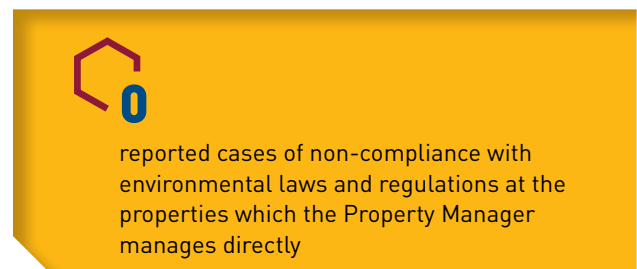 0
reported cases of non-compliance with
environmental laws and regulations at the
properties which the Property Manager
manages directly